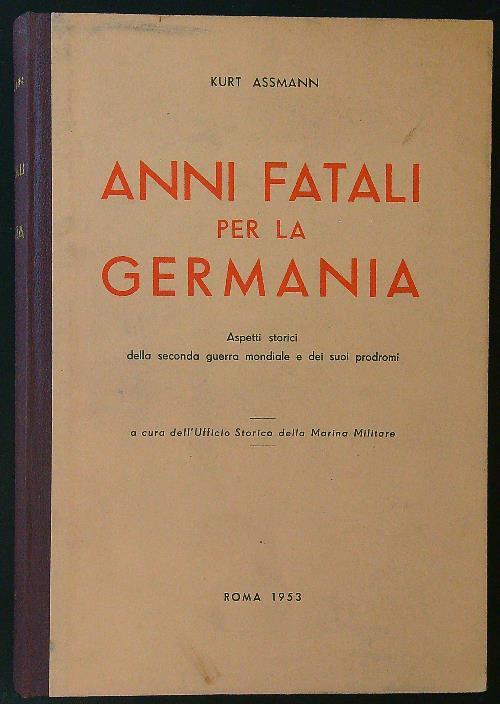 KURT ASSMANN
ANNI FATALI
PER LA
GERMANIA
Aspetti storici
della seconda guerra mondiale e dei suoi prodromi
a cura dell'Ufficio Storico della Marina Militare
ROMA 1953